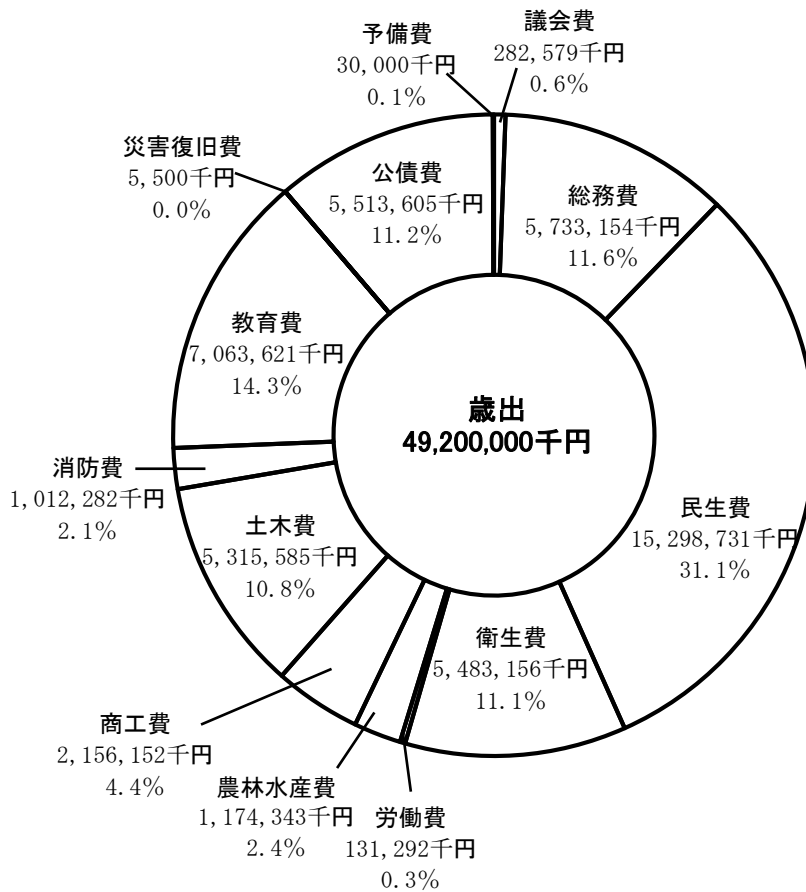 予備費
30,000千円
0.1%
議会費
282,579千円
0.6%
総務費
5,733,154千円
11.6%
民生費
15,298,731千円
31.1%
衛生費
5,483,156千円
11.1%
労働費
131,292千円
0.3%
農林水産費
1,174,343千円
2.4%
商工費
2,156,152千円
4.4%
土木費
5,315,585千円
10.8%
消防費
1,012,282千円
2.1%
教育費
7,063,621千円
14.3%
災害復旧費
5,500千円
0.0%
公債費
5,513,605千円
11.2%
歳出
49,200,000千円